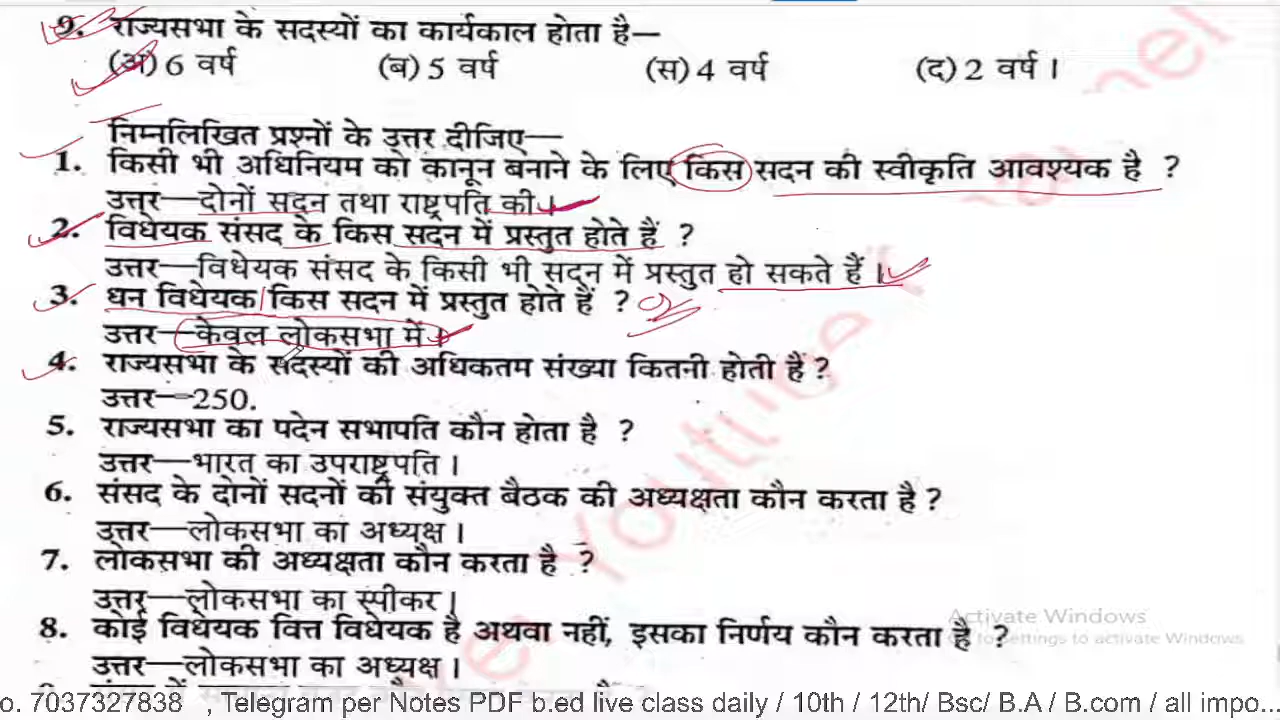 9. राज्यसभा के सदस्यों का कार्यकाल होता है—
(अ) 6 वर्ष (ब) 5 वर्ष (स) 4 वर्ष (द) 2 वर्ष ।
निम्नलिखित प्रश्नों के उत्तर दीजिए—
1. किसी भी अधिनियम को कानून बनाने के लिए किस सदन की स्वीकृति आवश्यक है ?
उत्तर—दोनों सदन तथा राष्ट्रपति की ।
2. विधेयक संसद के किस सदन में प्रस्तुत होते हैं ?
उत्तर—विधेयक संसद के किसी भी सदन में प्रस्तुत हो सकते हैं ।
3. धन विधेयक किस सदन में प्रस्तुत होते हैं ?
उत्तर—केवल लोकसभा में ।
4. राज्यसभा के सदस्यों की अधिकतम संख्या कितनी होती हैं ?
उत्तर—250.
5. राज्यसभा का पदेन सभापति कौन होता है ?
उत्तर—भारत का उपराष्ट्रपति ।
6. संसद के दोनों सदनों की संयुक्त बैठक की अध्यक्षता कौन करता है ?
उत्तर—लोकसभा का अध्यक्ष ।
7. लोकसभा की अध्यक्षता कौन करता है ?
उत्तर—लोकसभा का स्पीकर ।
Activate Windows
8. कोई विधेयक वित्त विधेयक है अथवा नहीं, इसका निर्णय कौन करता है ?
to Settings to activate Windows
उत्तर—लोकसभा का अध्यक्ष ।
o. 7037327838 , Telegram per Notes PDF b.ed live class daily / 10th / 12th/ Bsc/ B.A / B.com / all impo...